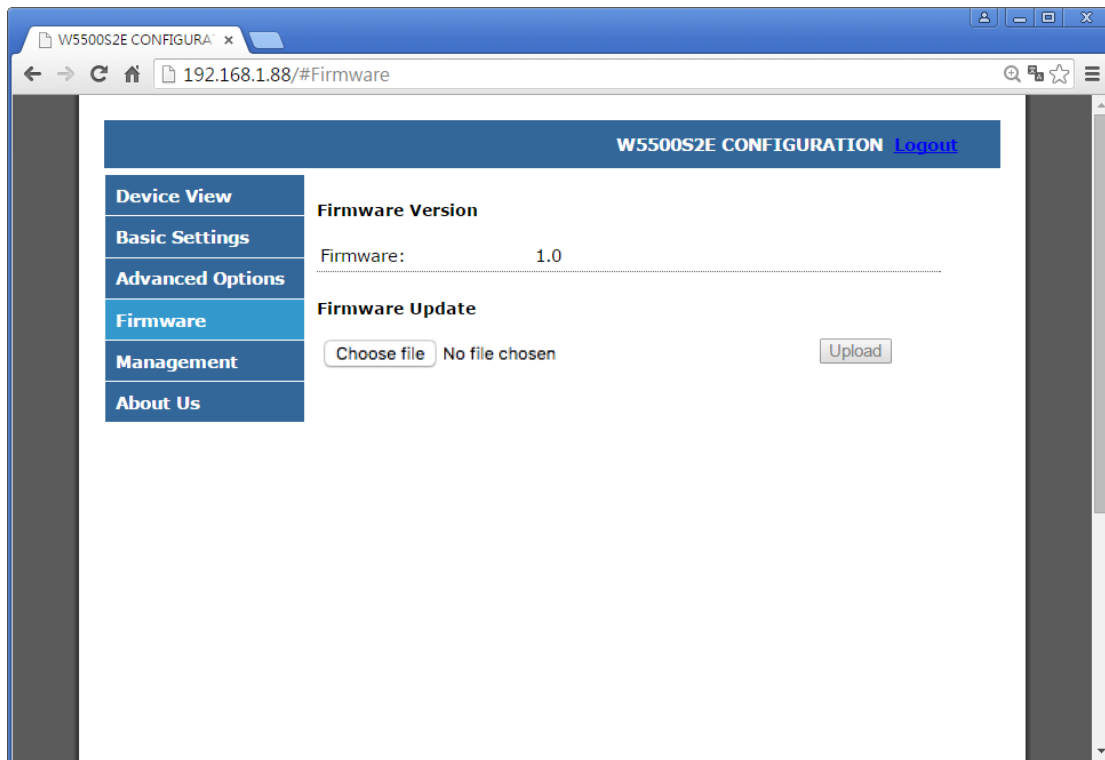 W5500S2E CONFIGURA
192.168.1.88/#Firmware
W5500S2E CONFIGURATION Logout
Device View
Basic Settings
Advanced Options
Firmware
Management
About Us
Firmware Version
Firmware: 1.0
Firmware Update
Choose file No file chosen Upload